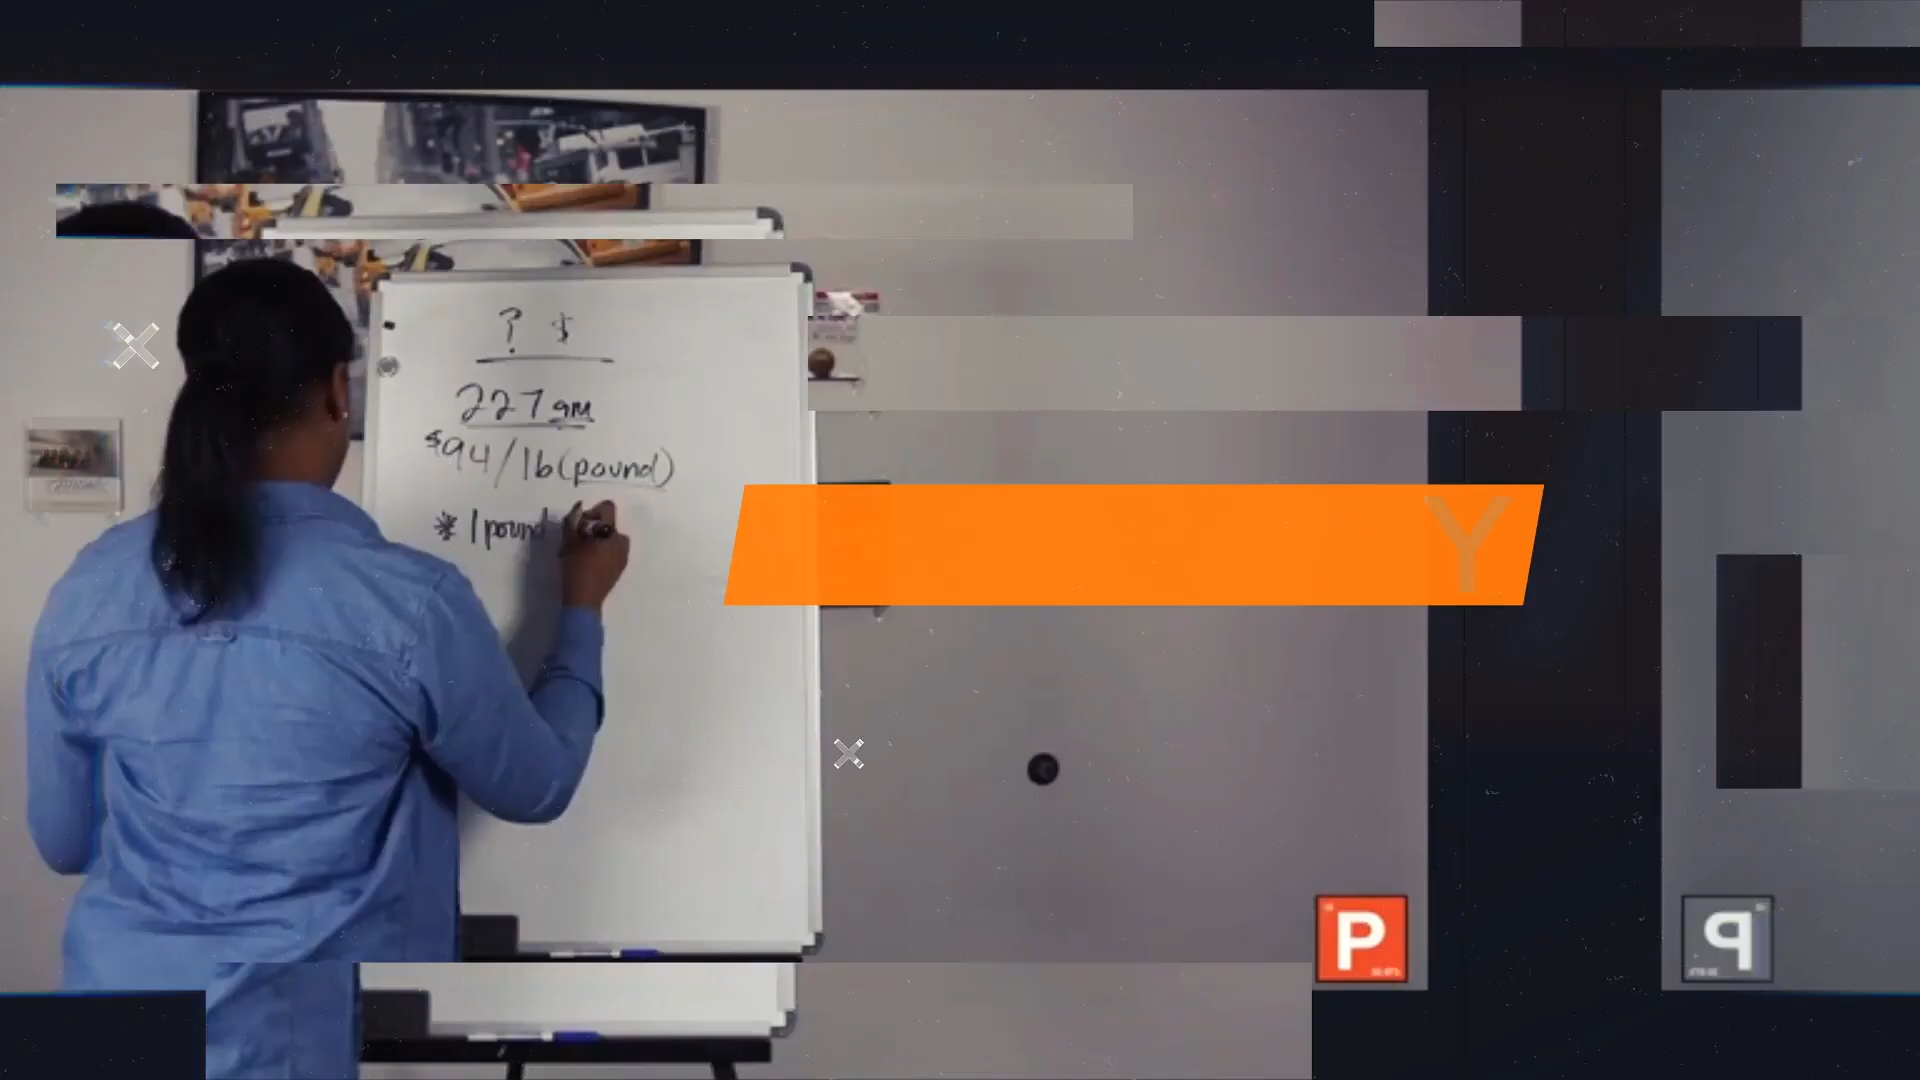 ? $
227 gm
$94/lb (pound)
* 1 pound
Y
P